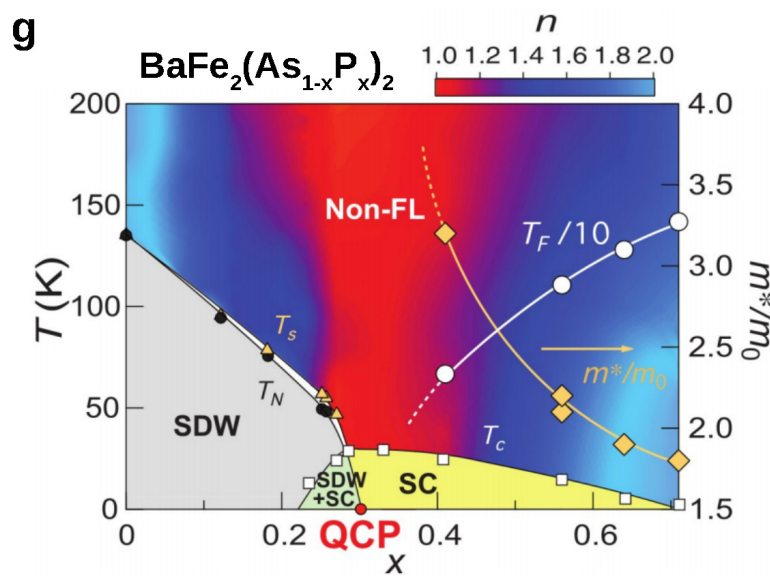 g
n
BaFe2(As1-xPx)2
1.0 1.2 1.4 1.6 1.8 2.0
200 4.0
150 3.5
Non-FL
TF /10
100 3.0
T (K)
m*/m0
Ts
2.5
TN
m*/m0
50 2.0
SDW
Tc
SDW
+SC
SC
0 1.5
0 0.2 0.4 0.6
QCP
x